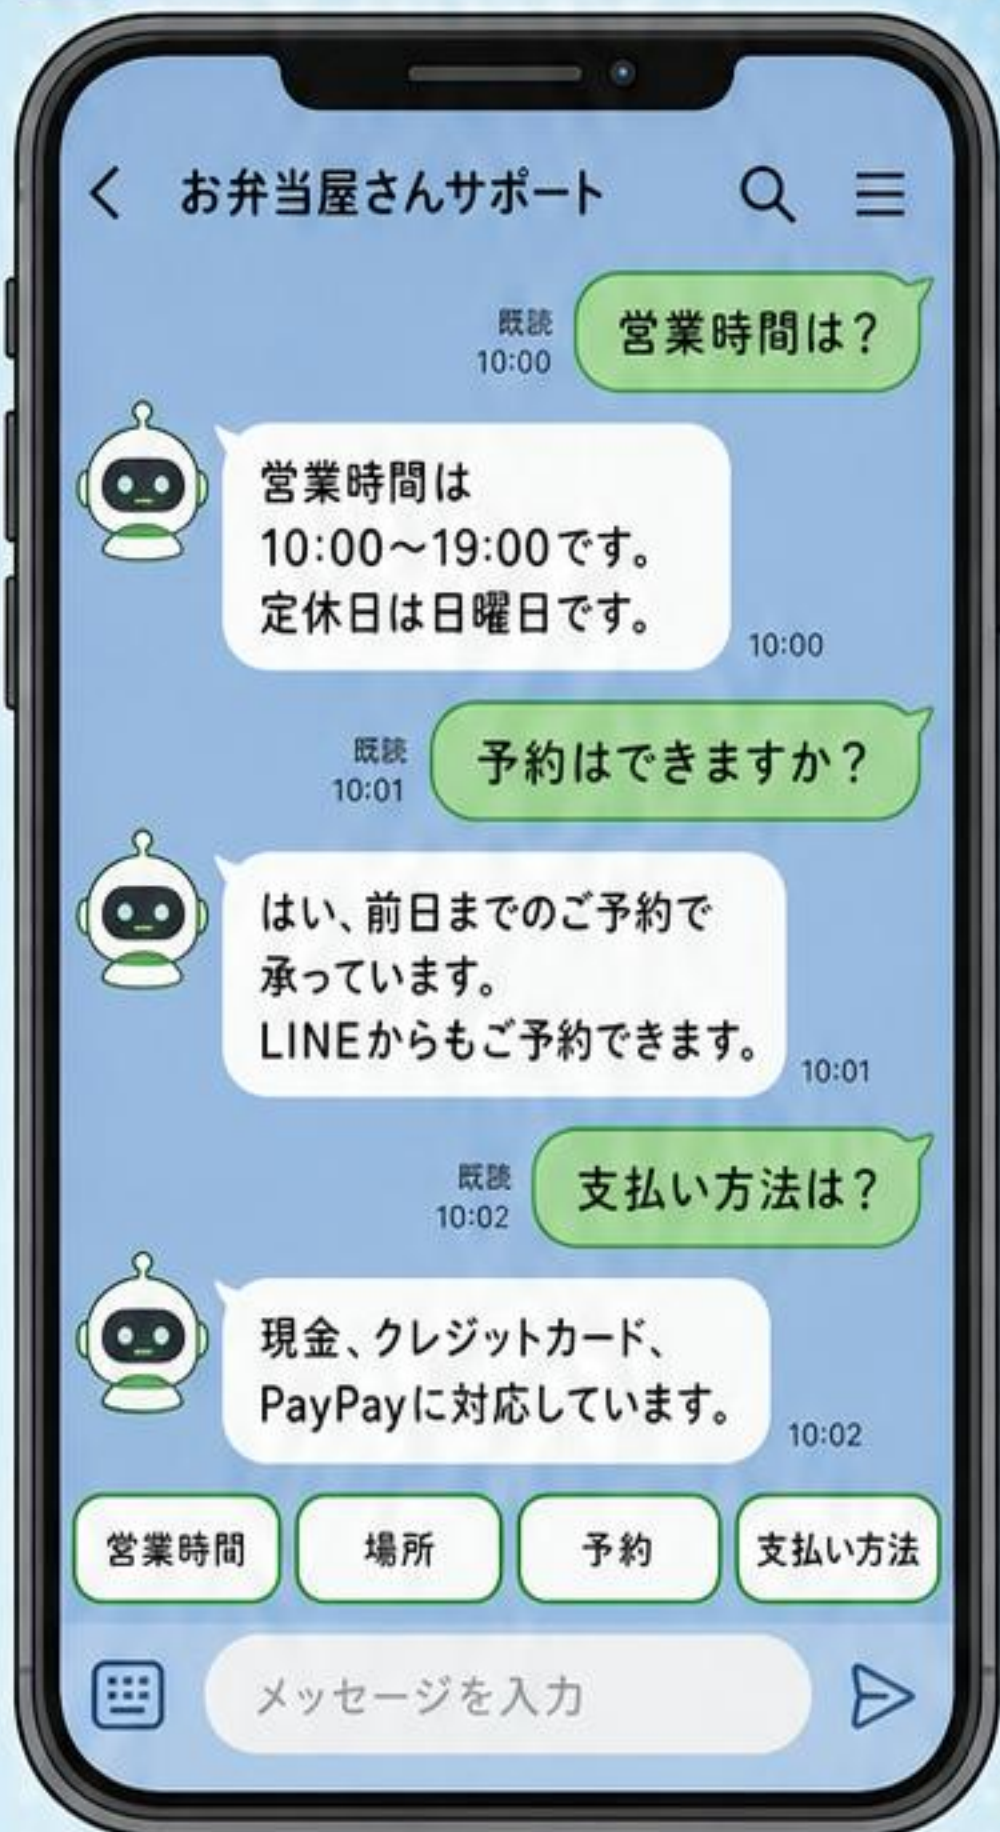 お弁当屋さんサポート
営業時間は？
既読
10:00
営業時間は
10:00～19:00です。
定休日は日曜日です。
10:00
予約はできますか？
既読
10:01
はい、前日までのご予約で
承っています。
LINEからもご予約できます。
10:01
支払い方法は？
既読
10:02
現金、クレジットカード、
PayPayに対応しています。
10:02
営業時間
場所
予約
支払い方法
メッセージを入力